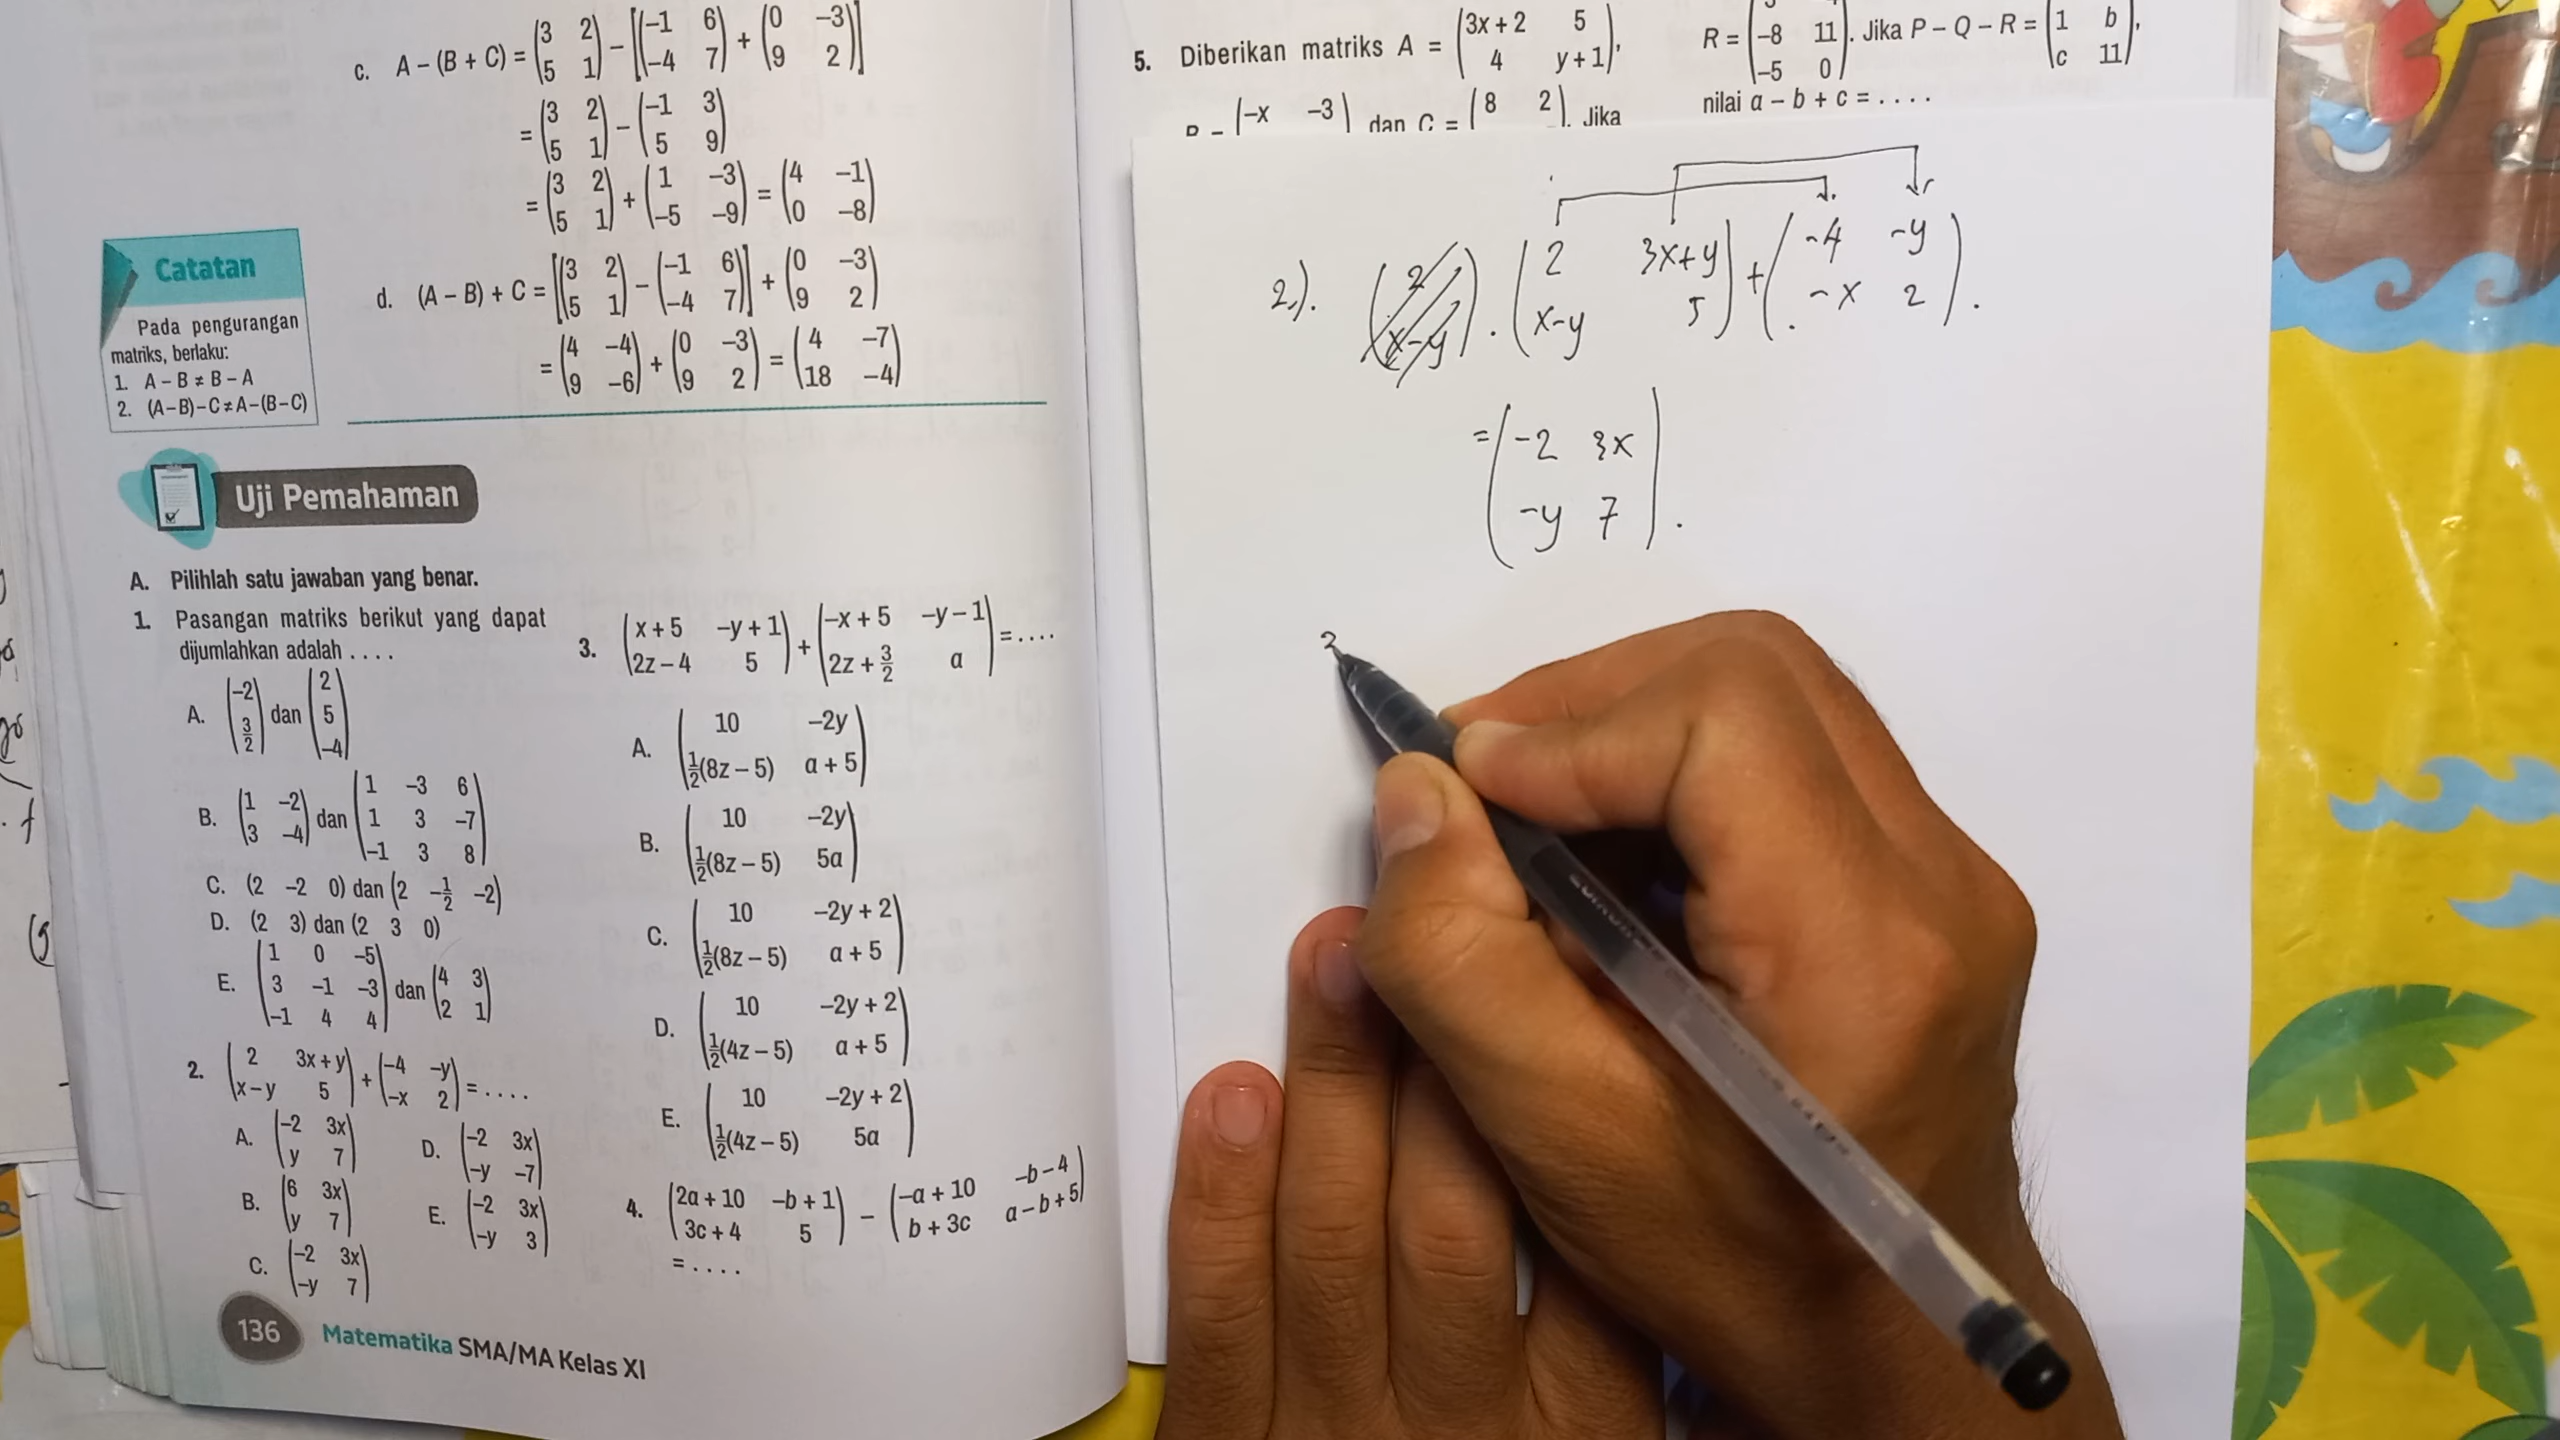 c. A – (B + C) = (3 2) – [(–1 6) + (0 –3)]
(5 1) (–4 7) (9 2)
= (3 2) – (–1 3)
(5 1) (5 9)
= (3 2) + (1 –3) = (4 –1)
(5 1) (–5 –9) (0 –8)
d. (A – B) + C = [(3 2) – (–1 6)] + (0 –3)
(5 1) (–4 7) (9 2)
= (4 –4) + (0 –3) = (4 –7)
(9 –6) (9 2) (18 –4)
Catatan
Pada pengurangan
matriks, berlaku:
1. A – B ≠ B – A
2. (A–B)–C≠A–(B–C)
Uji Pemahaman
A. Pilihlah satu jawaban yang benar.
1. Pasangan matriks berikut yang dapat
dijumlahkan adalah . . . .
A. (–2) dan (2)
(3/2) (5)
(–4)
B. (1 –2) dan (1 –3 6)
(3 –4) (1 3 –7)
(–1 3 8)
C. (2 –2 0) dan (2 –1/2 –2)
D. (2 3) dan (2 3 0)
E. (1 0 –5) dan (4 3)
(3 –1 –3) (2 1)
(–1 4 4)
2. (2 3x + y) + (–4 –y) = . . . .
(x – y 5) (–x 2)
A. (–2 3x)
(y 7)
B. (6 3x)
(y 7)
C. (–2 3x)
(–y 7)
D. (–2 3x)
(–y –7)
E. (–2 3x)
(–y 3)
3. (x + 5 –y + 1) + (–x + 5 –y – 1) = . . . .
(2z – 4 5) (2z + 3/2 a)
A. (10 –2y)
(1/2(8z – 5) a + 5)
B. (10 –2y)
(1/2(8z – 5) 5a)
C. (10 –2y + 2)
(1/2(8z – 5) a + 5)
D. (10 –2y + 2)
(1/2(4z – 5) a + 5)
E. (10 –2y + 2)
(1/2(4z – 5) 5a)
4. (2a + 10 –b + 1) – (–a + 10 –b – 4)
(3c + 4 5) (b + 3c a – b + 5)
= . . . .
136 Matematika SMA/MA Kelas XI
5. Diberikan matriks A = (3x + 2 5),
(4 y + 1)
(–x –3) dan C = (8 2). Jika
R = (–8 11). Jika P – Q – R = (1 b),
(–5 0) (c 11)
nilai a – b + c = . . . .
2). (2 3x+y) + (-4 -y)
(x-y 5) (-x 2).
= (-2 3x)
(-y 7).